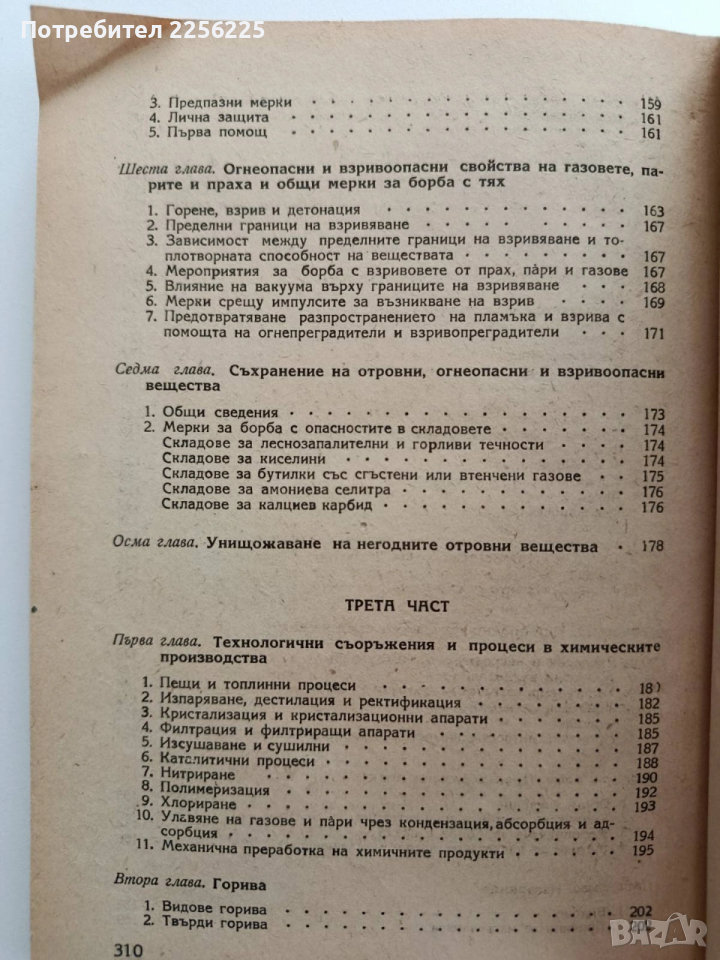 Потребител 2256225
3. Предпазни мерки 159
4. Лична защита 161
5. Първа помощ 161
Шеста глава. Огнеопасни и взривоопасни свойства на газовете, па-
рите и праха и общи мерки за борба с тях
1. Горене, взрив и детонация 163
2. Пределни граници на взривяване 167
3. Зависимост между пределните граници на взривяване и то-
плотворната способност на веществата 167
4. Мероприятия за борба с взривовете от прах, пари и газове 167
5. Влияние на вакуума върху границите на взривяване 168
6. Мерки срещу импулсите за възникване на взрив 169
7. Предотвратяване разпространението на пламъка и взрива с
помощта на огнепреградители и взривопреградители 171
Седма глава. Съхранение на отровни, огнеопасни и взривоопасни
вещества
1. Общи сведения 173
2. Мерки за борба с опасностите в складовете 174
Складове за леснозапалителни и горливи течности 174
Складове за киселини 174
Складове за бутилки със сгъстени или втенчени газове 175
Складове за амониева селитра 176
Складове за калциев карбид 176
Осма глава. Унищожаване на негодните отровни вещества 178
ТРЕТА ЧАСТ
Първа глава. Технологични съоръжения и процеси в химическите
производства
1. Пещи и топлинни процеси
2. Изпаряване, дестилация и ректификация 182
3. Кристализация и кристализационни апарати 185
4. Филтрация и филтриращи апарати 185
5. Изсушаване и сушилни 187
6. Каталитични процеси 188
7. Нитриране 190
8. Полимеризация 192
9. Хлориране 193
10. Улавяне на газове и пари чрез кондензация, абсорбция и ад-
сорбция 194
11. Механична преработка на химичните продукти 195
Втора глава. Горива
1. Видове горива 202
2. Твърди горива
310
BAZAR